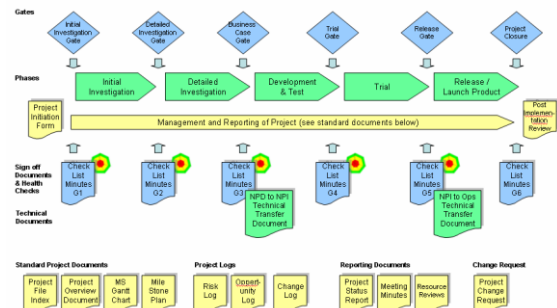 Gates
Initial
Investigation
Gate
Detailed
Investigation
Gate
Business
Case
Gate
Trial
Gate
Release
Gate
Project
Closure
Phases
Initial
Investigation
Detailed
Investigation
Development
& Test
Trial
Release /
Launch Product
Project
Initiation
Form
Management and Reporting of Project (see standard documents below)
Post
Implemen-
tation
Review
Sign off
Documents
& Health
Checks
Check
List
Minutes
G1
Check
List
Minutes
G2
Check
List
Minutes
G3
Check
List
Minutes
G4
Check
List
Minutes
G5
Check
List
Minutes
G6
Technical
Documents
NPD to NPI
Technical
Transfer
Document
NPI to Ops
Technical
Transfer
Document
Standard Project Documents
Project
File
Index
Project
Overview
Document
MS
Gantt
Chart
Mile
Stone
Plan
Project Logs
Risk
Log
Opport-
unity
Log
Change
Log
Reporting Documents
Project
Status
Report
Meeting
Minutes
Resource
Reviews
Change Request
Project
Change
Request